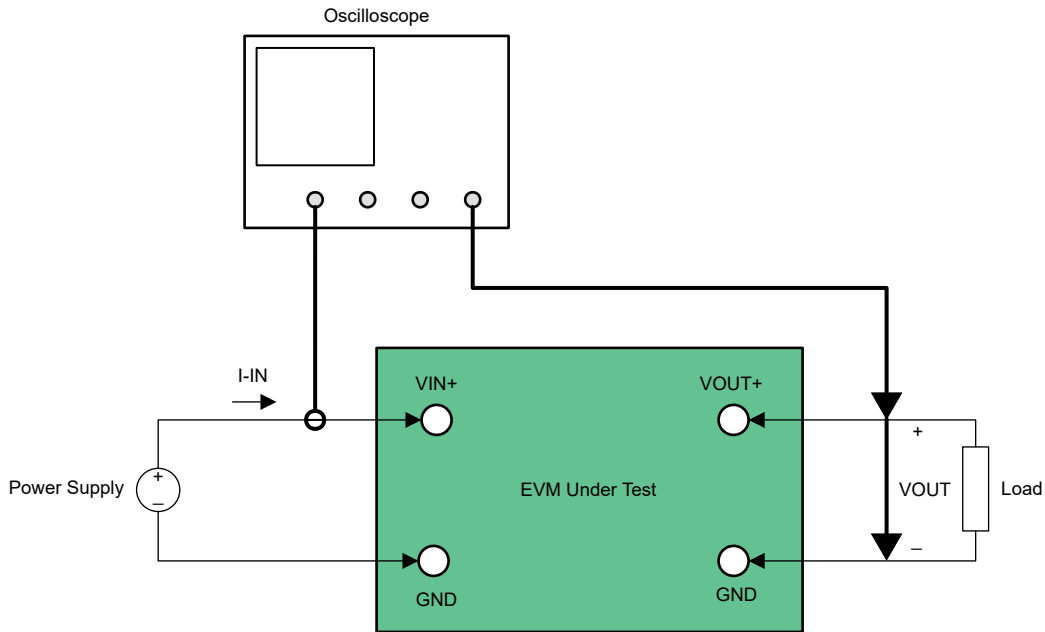 Oscilloscope
I-IN
VIN+
VOUT+
+
–
Power Supply
EVM Under Test
+
VOUT
–
Load
GND
GND